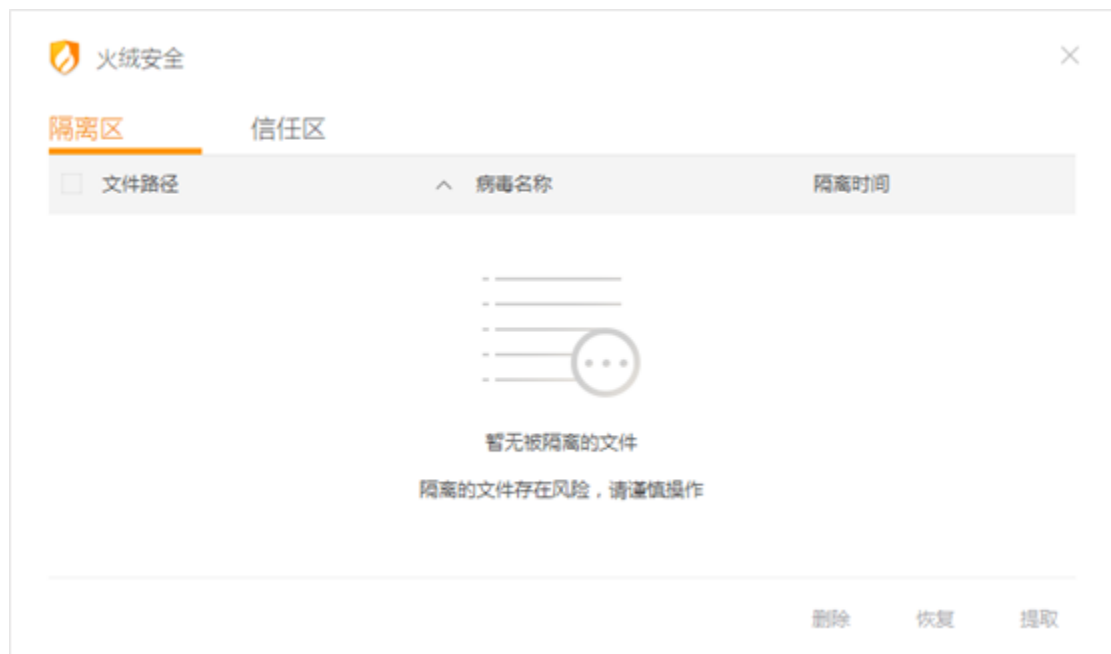 火绒安全
隔离区 信任区
文件路径 病毒名称 隔离时间
暂无被隔离的文件
隔离的文件存在风险，请谨慎操作
删除 恢复 提取